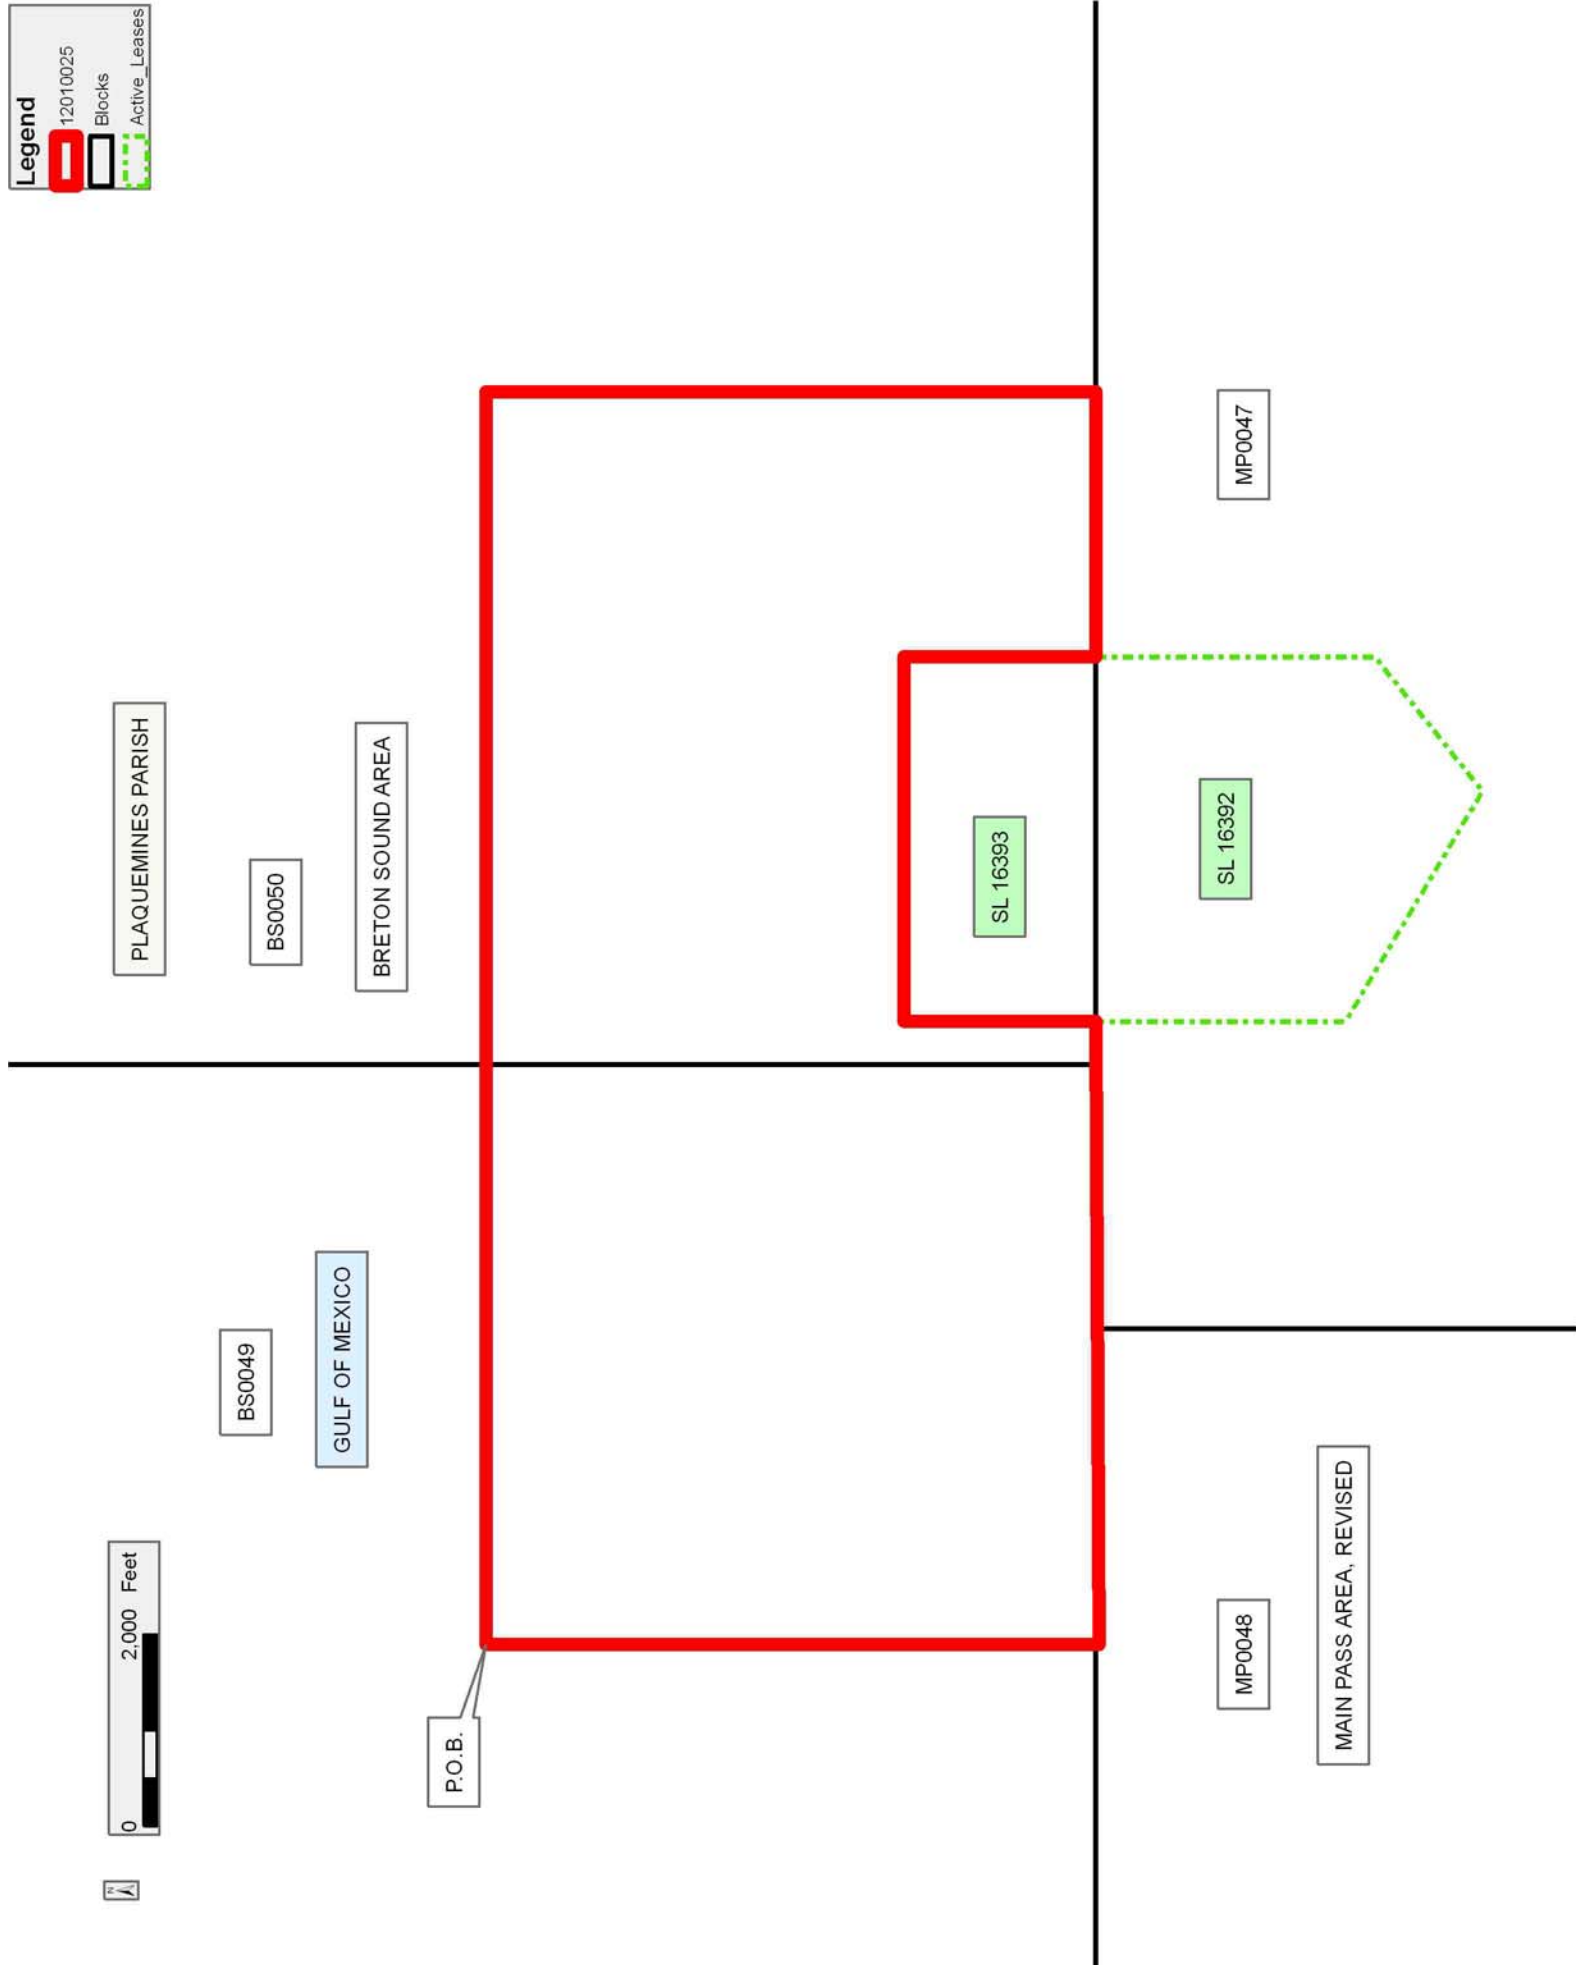 Legend
12010025
Blocks
Active_Leases
PLAQUEMINES PARISH
BS0050
BRETON SOUND AREA
BS0049
GULF OF MEXICO
0 2,000 Feet
N
P.O.B.
SL 16393
SL 16392
MP0047
MP0048
MAIN PASS AREA, REVISED